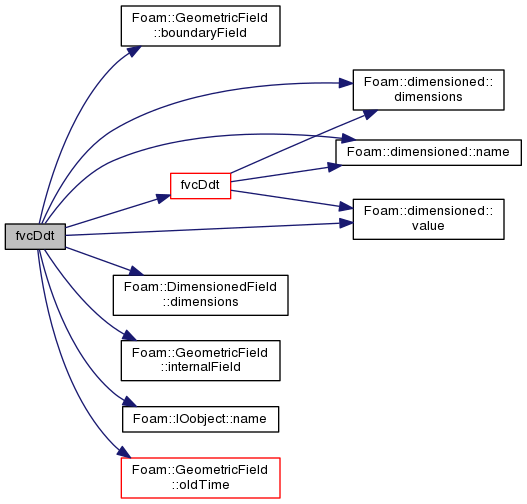 Foam::GeometricField
::boundaryField
Foam::dimensioned::
dimensions
Foam::dimensioned::name
fvcDdt
Foam::dimensioned::
value
fvcDdt
Foam::DimensionedField
::dimensions
Foam::GeometricField
::internalField
Foam::IOobject::name
Foam::GeometricField
::oldTime